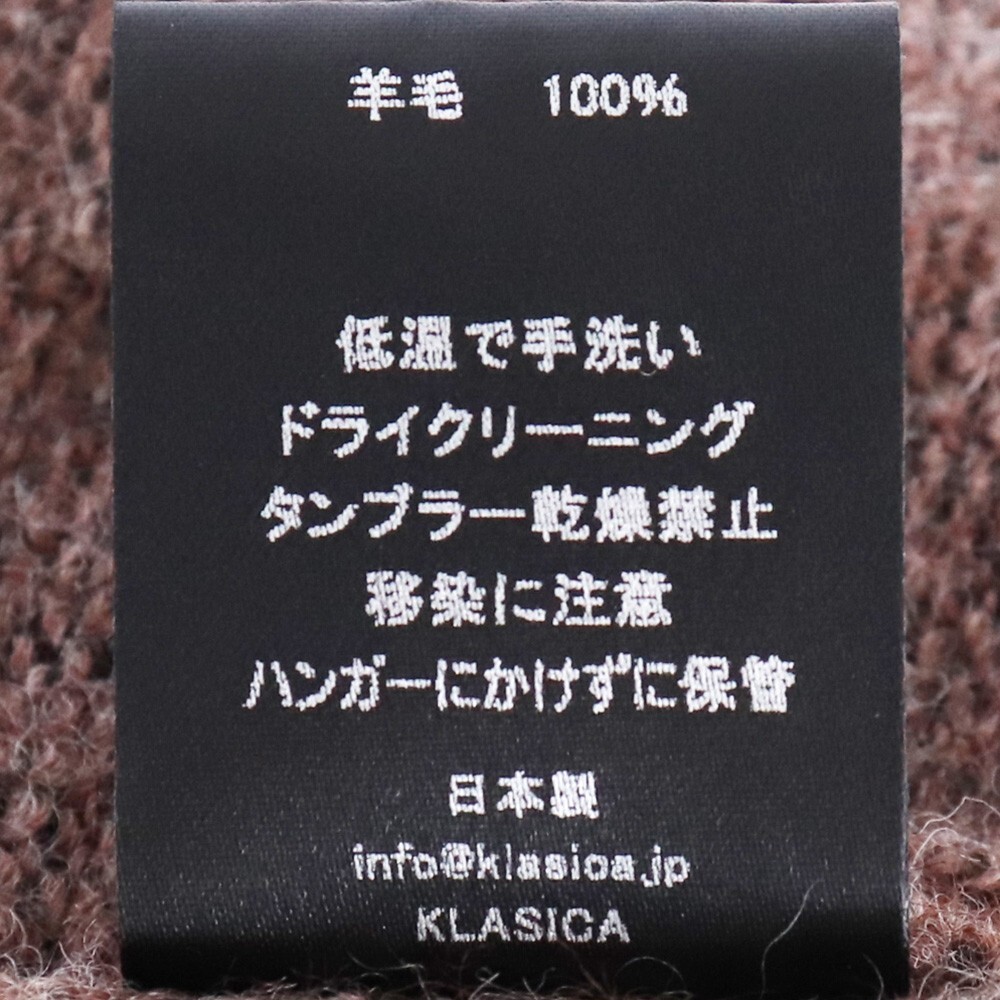 羊毛　100%
低温で手洗い
ドライクリーニング
タンブラー乾燥禁止
移染に注意
ハンガーにかけずに保管
日本製
info@klasica.jp
KLASICA